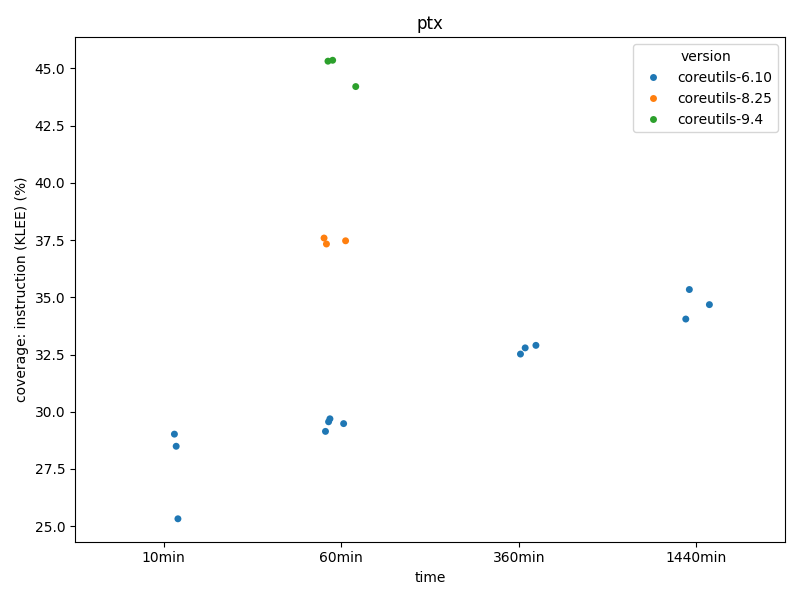 ptx
version
coreutils-6.10
coreutils-8.25
coreutils-9.4
coverage: instruction (KLEE) (%)
45.0
42.5
40.0
37.5
35.0
32.5
30.0
27.5
25.0
10min 60min 360min 1440min
time